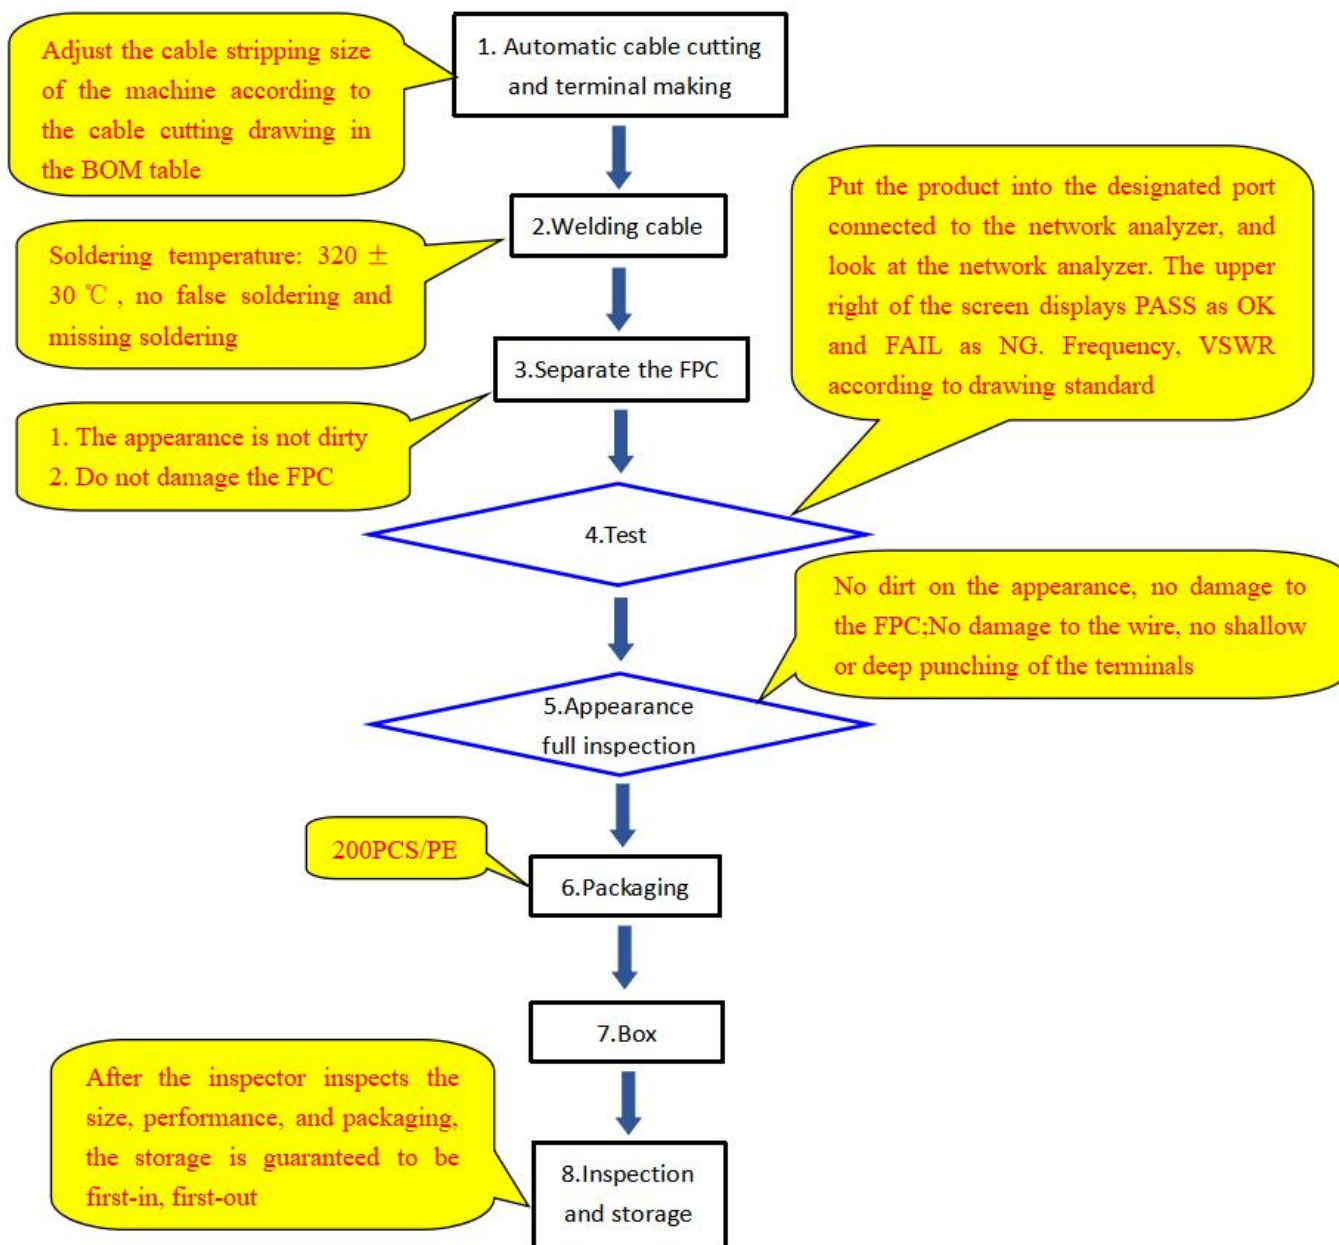 1. Automatic cable cutting
and terminal making
Adjust the cable stripping size
of the machine according to
the cable cutting drawing in
the BOM table
2.Welding cable
Soldering temperature: 320 ±
30 ℃, no false soldering and
missing soldering
3.Separate the FPC
1. The appearance is not dirty
2. Do not damage the FPC
Put the product into the designated port
connected to the network analyzer, and
look at the network analyzer. The upper
right of the screen displays PASS as OK
and FAIL as NG. Frequency, VSWR
according to drawing standard
4.Test
No dirt on the appearance, no damage to
the FPC;No damage to the wire, no shallow
or deep punching of the terminals
5.Appearance
full inspection
200PCS/PE
6.Packaging
7.Box
After the inspector inspects the
size, performance, and packaging,
the storage is guaranteed to be
first-in, first-out
8.Inspection
and storage